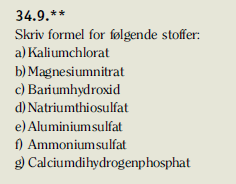 34.9.**
Skriv formel for følgende stoffer:
a) Kaliumchlorat
b) Magnesiumnitrat
c) Bariumhydroxid
d) Natriumthiosulfat
e) Aluminiumsulfat
f) Ammoniumsulfat
g) Calciumdihydrogenphosphat